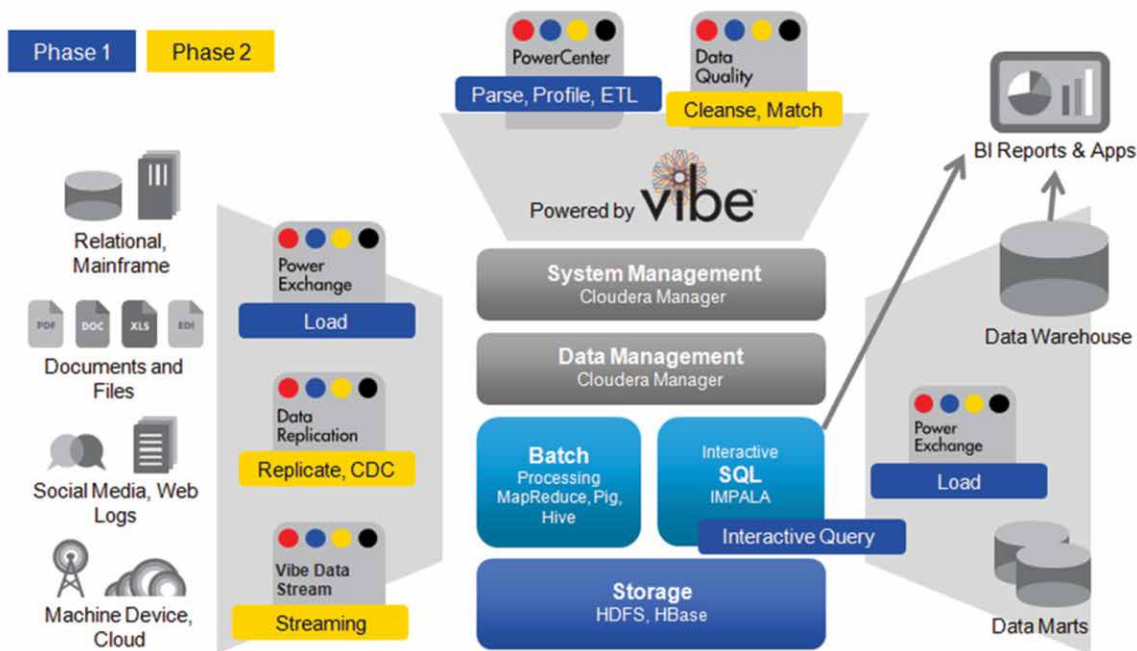 Phase 1
Phase 2
PowerCenter
Parse, Profile, ETL
Data
Quality
Cleanse, Match
Powered by vibe™
BI Reports & Apps
Relational,
Mainframe
PDF DOC XLS EDI
Documents and
Files
Social Media, Web
Logs
Machine Device,
Cloud
Power
Exchange
Load
Data
Replication
Replicate, CDC
Vibe Data
Stream
Streaming
System Management
Cloudera Manager
Data Management
Cloudera Manager
Batch
Processing
MapReduce, Pig,
Hive
Interactive
SQL
IMPALA
Interactive Query
Storage
HDFS, HBase
Data Warehouse
Power
Exchange
Load
Data Marts